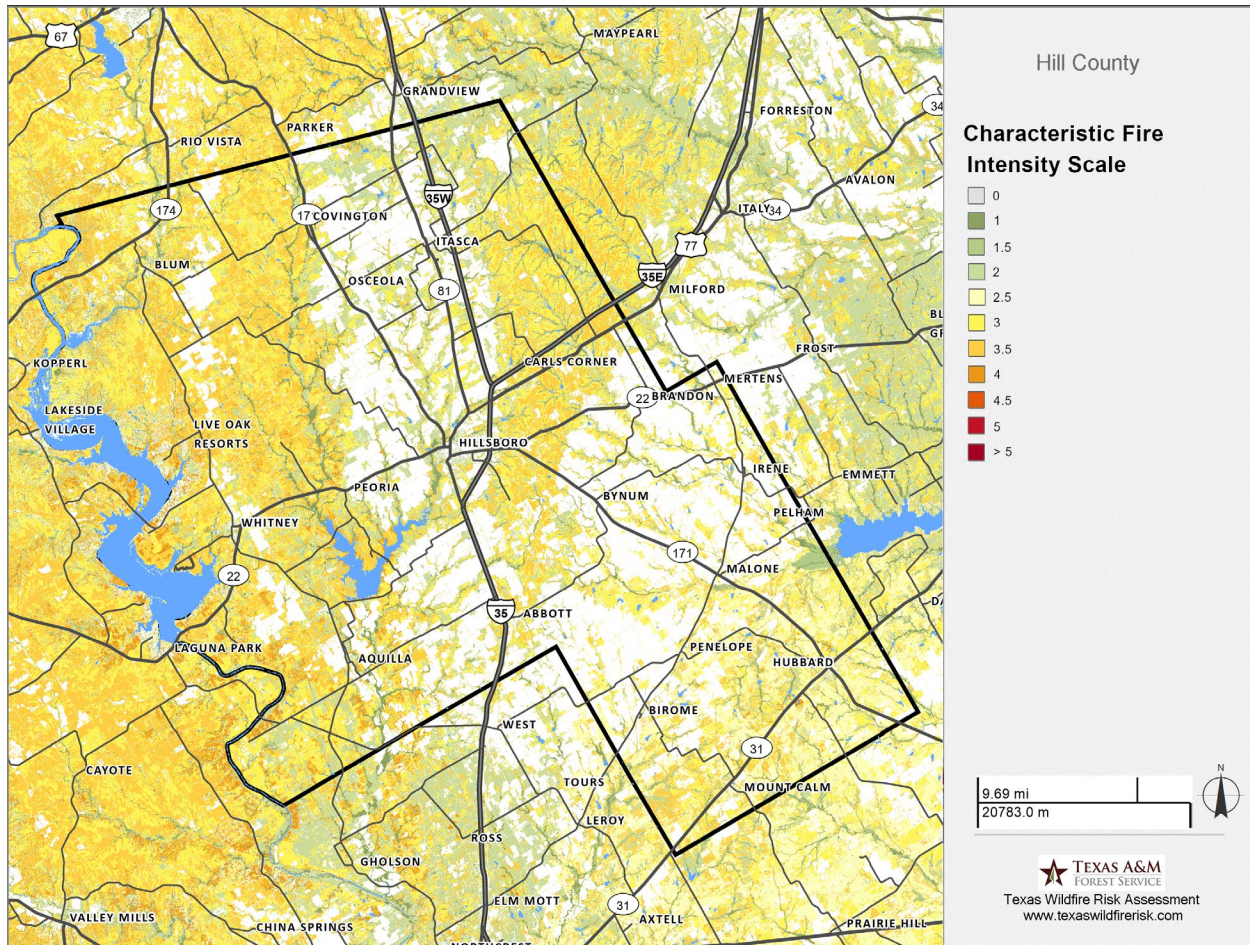 67
MAYPEARL
GRANDVIEW
FORRESTON
34
PARKER
RIO VISTA
AVALON
174
17
COVINGTON
35W
ITALY
34
ITASCA
77
BLUM
OSCEOLA
35E
81
MILFORD
FROST
CARLS CORNER
KOPPERL
MERTENS
22
BRANDON
LAKESIDE
VILLAGE
LIVE OAK
RESORTS
HILLSBORO
IRENE
EMMETT
PEORIA
BYNUM
PELHAM
WHITNEY
171
MALONE
22
35
ABBOTT
LAGUNA PARK
PENELOPE
AQUILLA
HUBBARD
BIROME
WEST
31
CAYOTE
TOURS
MOUNT CALM
LEROY
ROSS
GHOLSON
ELM MOTT
31
VALLEY MILLS
AXTELL
CHINA SPRINGS
PRAIRIE HILL
Hill County
Characteristic Fire
Intensity Scale
0
1
1.5
2
2.5
3
3.5
4
4.5
5
> 5
N
9.69 mi
20783.0 m
TEXAS A&M
FOREST SERVICE
Texas Wildfire Risk Assessment
www.texaswildfirerisk.com